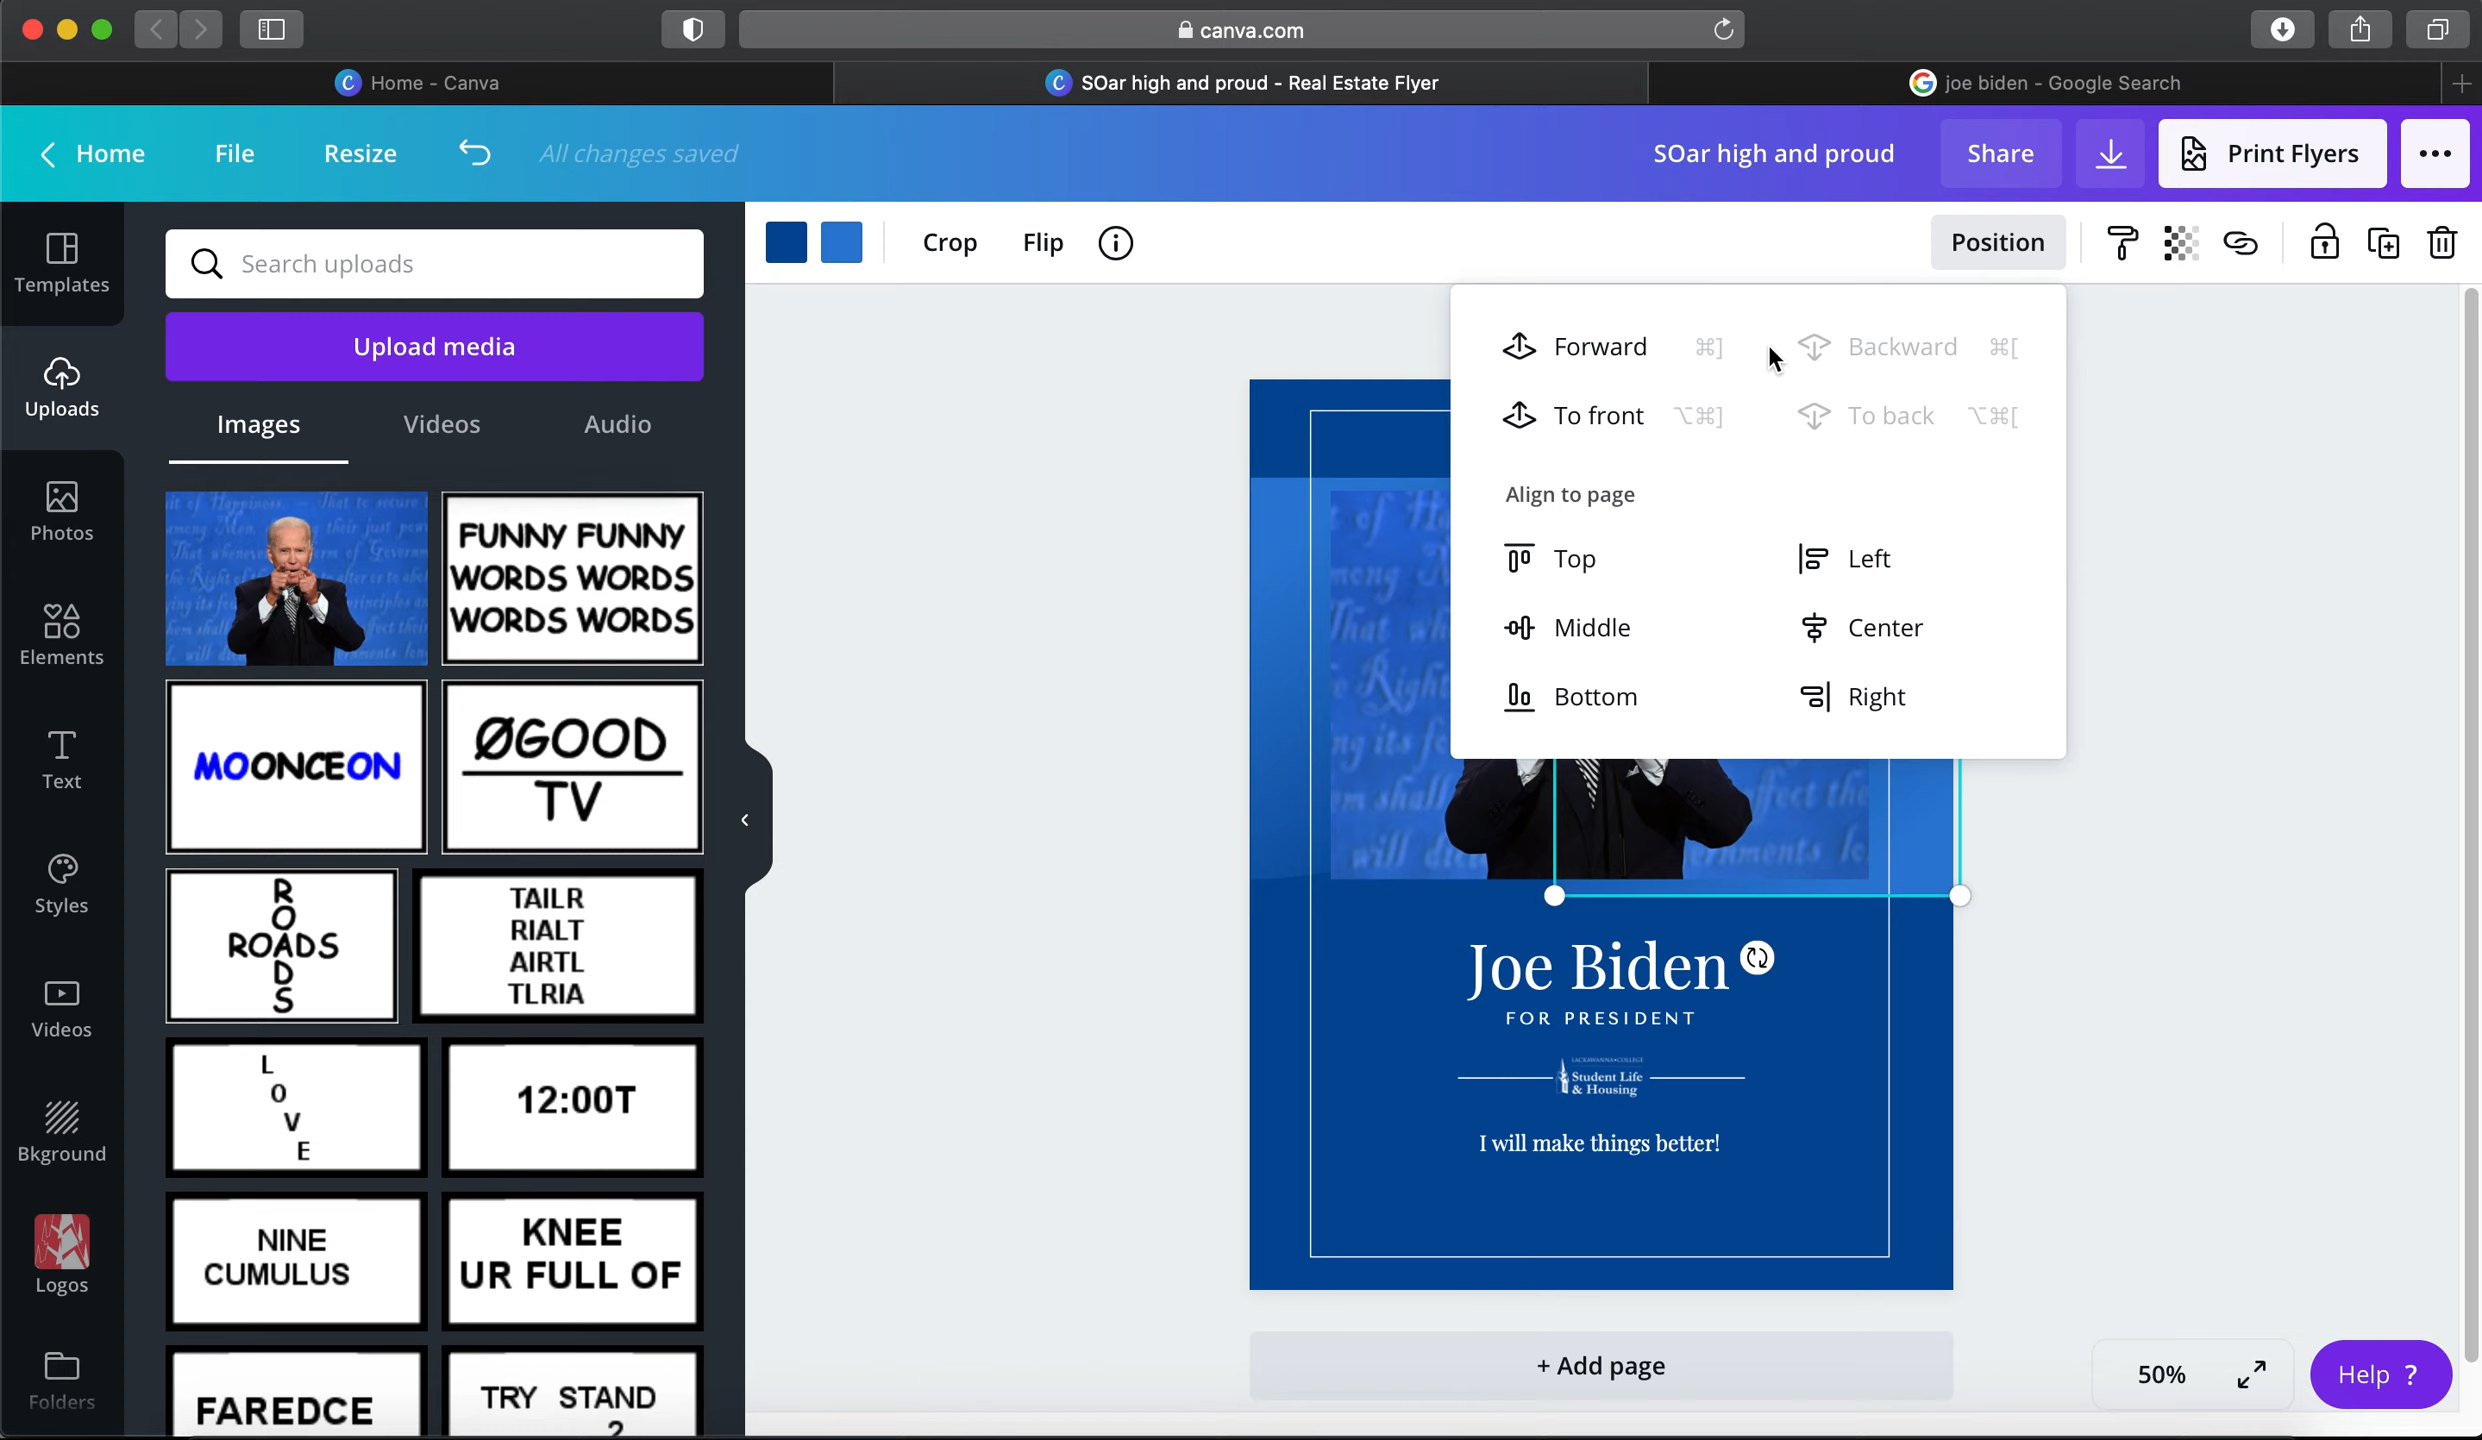 canva.com
Home - Canva
SOar high and proud - Real Estate Flyer
joe biden - Google Search
Home
File
Resize
All changes saved
SOar high and proud
Share
Print Flyers
Templates
Uploads
Photos
Elements
Text
Styles
Videos
Bkground
Logos
Folders
Search uploads
Upload media
Images
Videos
Audio
FUNNY FUNNY
WORDS WORDS
WORDS WORDS
MOONCEON
ØGOOD
TV
ROADS
ROADS
TAILR
RIALT
AIRTL
TLRIA
L
O
V
E
12:00T
NINE
CUMULUS
KNEE
UR FULL OF
FAREDCE
TRY STAND
2
Crop
Flip
Position
Forward ⌘]
Backward ⌘[
To front ⌥⌘]
To back ⌥⌘[
Align to page
Top
Left
Middle
Center
Bottom
Right
Joe Biden
FOR PRESIDENT
LACKAWANNA COLLEGE
Student Life
& Housing
I will make things better!
+ Add page
50%
Help ?